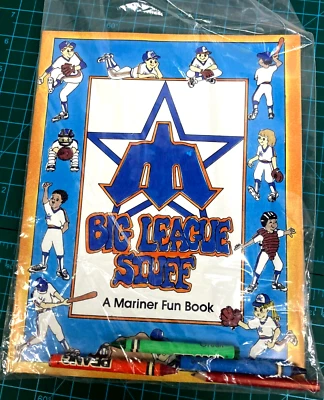 BIG LEAGUE
STUFF
A Mariner Fun Book